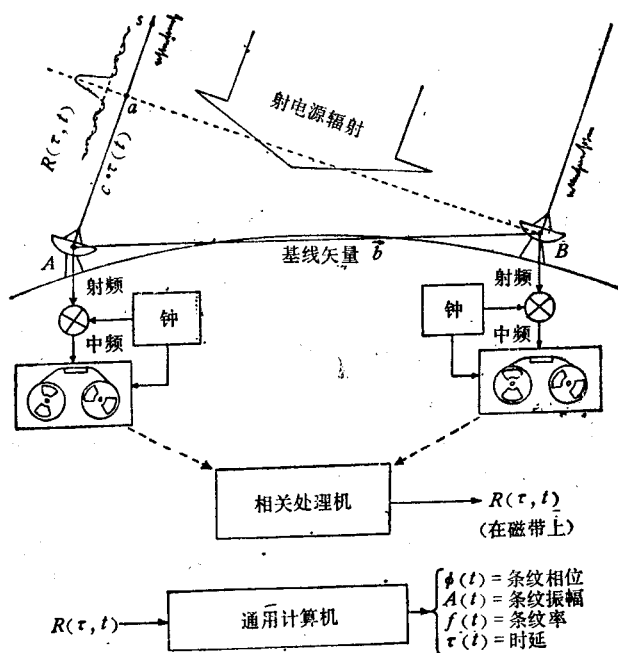 s
R(τ,t)
a
c·τ(t)
射电源辐射
A
B
基线矢量 b
射频
射频
钟
钟
中频
中频
相关处理机
R(τ,t)
(在磁带上)
R(τ,t)
通用计算机
φ(t)=条纹相位
A(t)=条纹振幅
f(t)=条纹率
τ(t)=时延